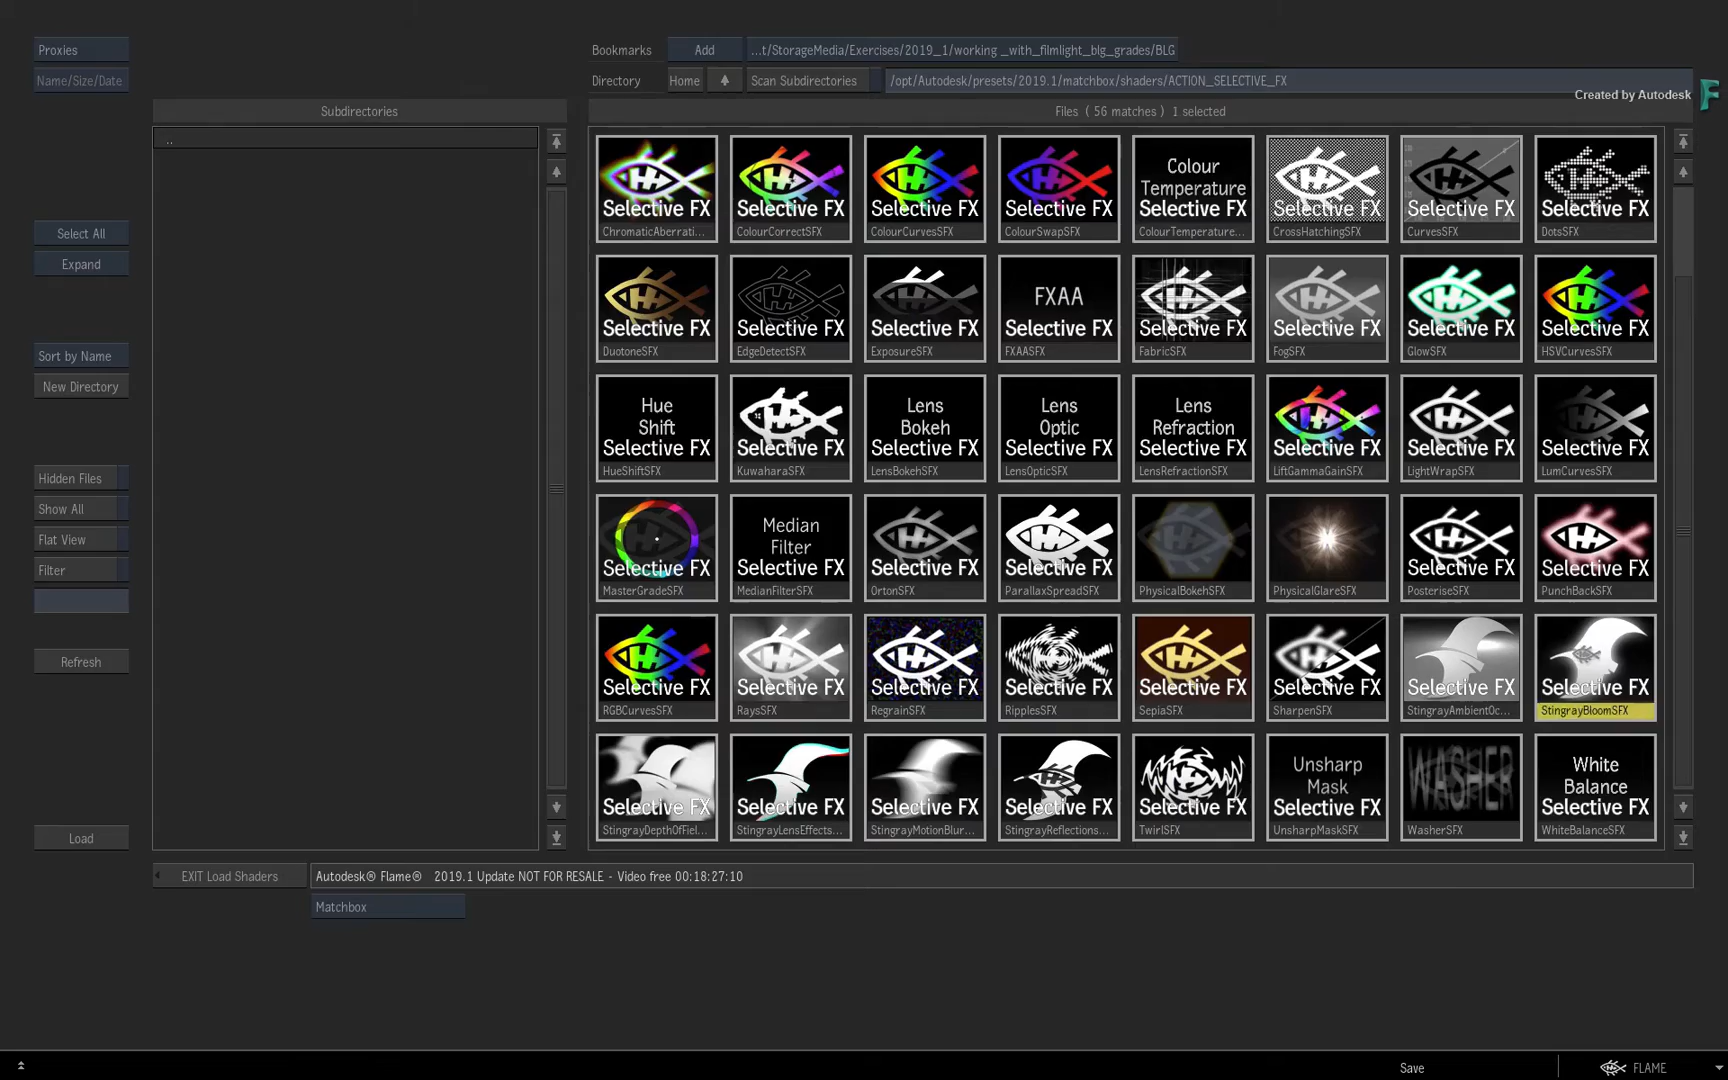 Proxies
Bookmarks
Add
...t/StorageMedia/Exercises/2019_1/working _with_filmlight_blg_grades/BLG
Name/Size/Date
Directory
Home
Scan Subdirectories
/opt/Autodesk/presets/2019.1/matchbox/shaders/ACTION_SELECTIVE_FX
Created by Autodesk
Subdirectories
Files ( 56 matches ) 1 selected
..
Selective FX
ChromaticAberrati...
Selective FX
ColourCorrectSFX
Selective FX
ColourCurvesSFX
Selective FX
ColourSwapSFX
Colour
Temperature
Selective FX
ColourTemperature...
Selective FX
CrossHatchingSFX
Selective FX
CurvesSFX
Selective FX
DotsSFX
Select All
Expand
Selective FX
DuotoneSFX
Selective FX
EdgeDetectSFX
Selective FX
ExposureSFX
FXAA
Selective FX
FXAASFX
Selective FX
FabricSFX
Selective FX
FogSFX
Selective FX
GlowSFX
Selective FX
HSVCurvesSFX
Sort by Name
New Directory
Hue
Shift
Selective FX
HueShiftSFX
Selective FX
KuwaharaSFX
Lens
Bokeh
Selective FX
LensBokehSFX
Lens
Optic
Selective FX
LensOpticSFX
Lens
Refraction
Selective FX
LensRefractionSFX
Selective FX
LiftGammaGainSFX
Selective FX
LightWrapSFX
Selective FX
LumCurvesSFX
Hidden Files
Show All
Flat View
Filter
Selective FX
MasterGradeSFX
Median
Filter
Selective FX
MedianFilterSFX
Selective FX
OrtonSFX
Selective FX
ParallaxSpreadSFX
PhysicalBokehSFX
PhysicalGlareSFX
Selective FX
PosteriseSFX
Selective FX
PunchBackSFX
Refresh
Selective FX
RGBCurvesSFX
Selective FX
RaysSFX
Selective FX
RegrainSFX
Selective FX
RipplesSFX
Selective FX
SepiaSFX
Selective FX
SharpenSFX
Selective FX
StingrayAmbientOc...
Selective FX
StingrayBloomSFX
Selective FX
StingrayDepthOfFiel...
Selective FX
StingrayLensEffects...
Selective FX
StingrayMotionBlur...
Selective FX
StingrayReflections...
Selective FX
TwirlSFX
Unsharp
Mask
Selective FX
UnsharpMaskSFX
WASHER
WasherSFX
White
Balance
Selective FX
WhiteBalanceSFX
Load
EXIT Load Shaders
Autodesk® Flame® 2019.1 Update NOT FOR RESALE - Video free 00:18:27:10
Matchbox
Save
FLAME